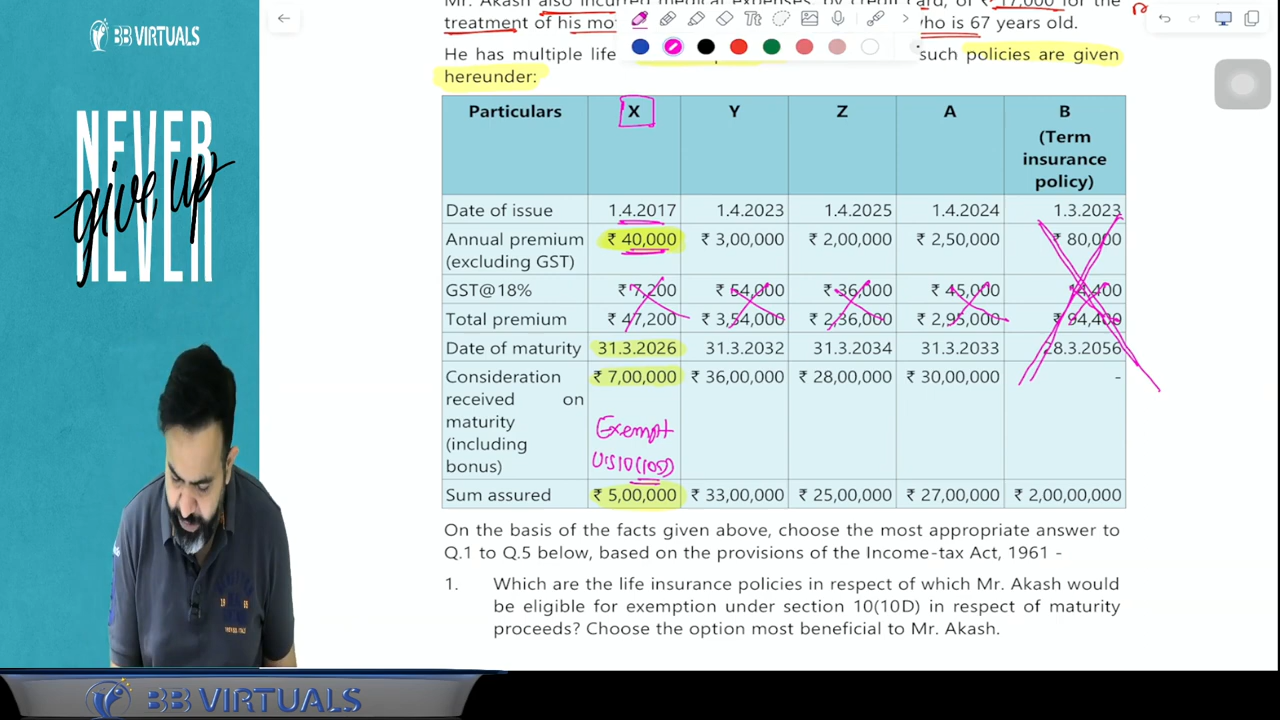 BB VIRTUALS
NEVER
give up
NEVER
Mr. Akash also incurred medical expenses, by credit card, of ₹ 17,000 for the
treatment of his mo who is 67 years old.
He has multiple life such policies are given
hereunder:
Particulars X Y Z A B
(Term
insurance
policy)
Date of issue 1.4.2017 1.4.2023 1.4.2025 1.4.2024 1.3.2023
Annual premium ₹ 40,000 ₹ 3,00,000 ₹ 2,00,000 ₹ 2,50,000 ₹ 80,000
(excluding GST)
GST@18% ₹ 7,200 ₹ 54,000 ₹ 36,000 ₹ 45,000 14,400
Total premium ₹ 47,200 ₹ 3,54,000 ₹ 2,36,000 ₹ 2,95,000 ₹ 94,400
Date of maturity 31.3.2026 31.3.2032 31.3.2034 31.3.2033 28.3.2056
Consideration ₹ 7,00,000 ₹ 36,00,000 ₹ 28,00,000 ₹ 30,00,000 -
received on
maturity Exempt
(including
bonus) U/s10(10D)
Sum assured ₹ 5,00,000 ₹ 33,00,000 ₹ 25,00,000 ₹ 27,00,000 ₹ 2,00,00,000
On the basis of the facts given above, choose the most appropriate answer to
Q.1 to Q.5 below, based on the provisions of the Income-tax Act, 1961 -
1. Which are the life insurance policies in respect of which Mr. Akash would
be eligible for exemption under section 10(10D) in respect of maturity
proceeds? Choose the option most beneficial to Mr. Akash.
BB VIRTUALS